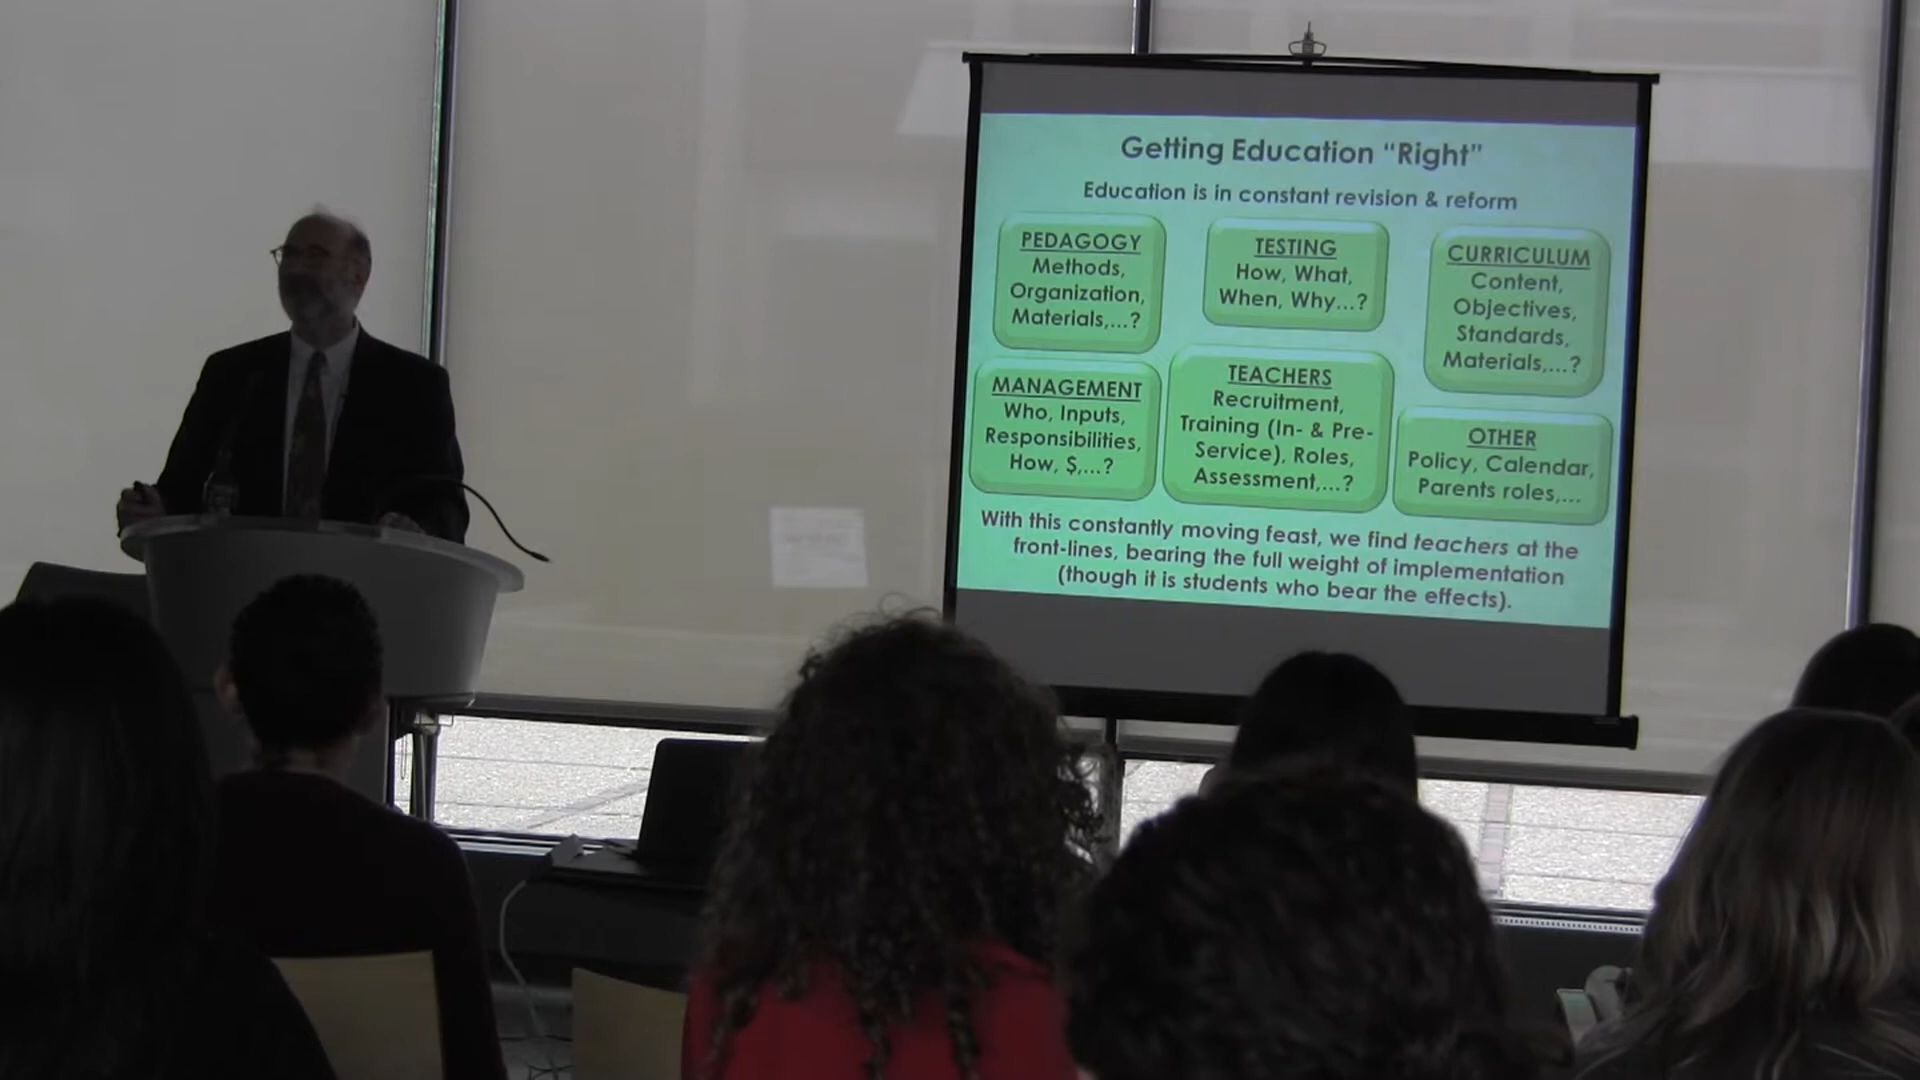 Getting Education “Right”
Education is in constant revision & reform
PEDAGOGY
Methods,
Organization,
Materials,...?
TESTING
How, What,
When, Why...?
CURRICULUM
Content,
Objectives,
Standards,
Materials,...?
MANAGEMENT
Who, Inputs,
Responsibilities,
How, $,...?
TEACHERS
Recruitment,
Training (In- & Pre-
Service), Roles,
Assessment,...?
OTHER
Policy, Calendar,
Parents roles,...
With this constantly moving feast, we find teachers at the
front-lines, bearing the full weight of implementation
(though it is students who bear the effects).